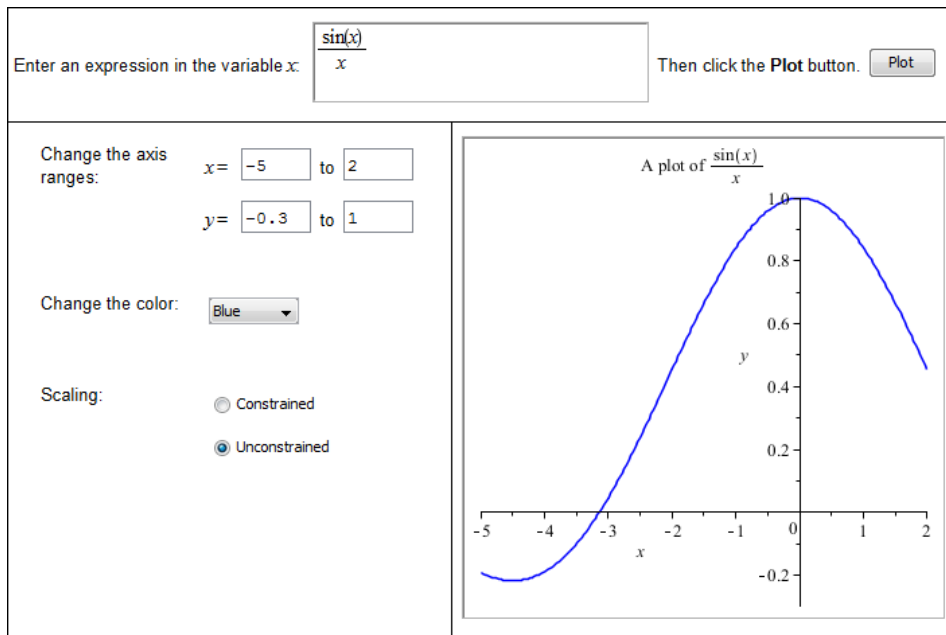 Enter an expression in the variable x:
sin(x)
x
Then click the Plot button.
Plot
Change the axis
ranges:
x= -5 to 2
y= -0.3 to 1
Change the color:
Blue
Scaling:
Constrained
Unconstrained
A plot of sin(x)
x
1.0
0.8
0.6
y
0.4
0.2
-5 -4 -3 -2 -1 0 1 2
x
-0.2